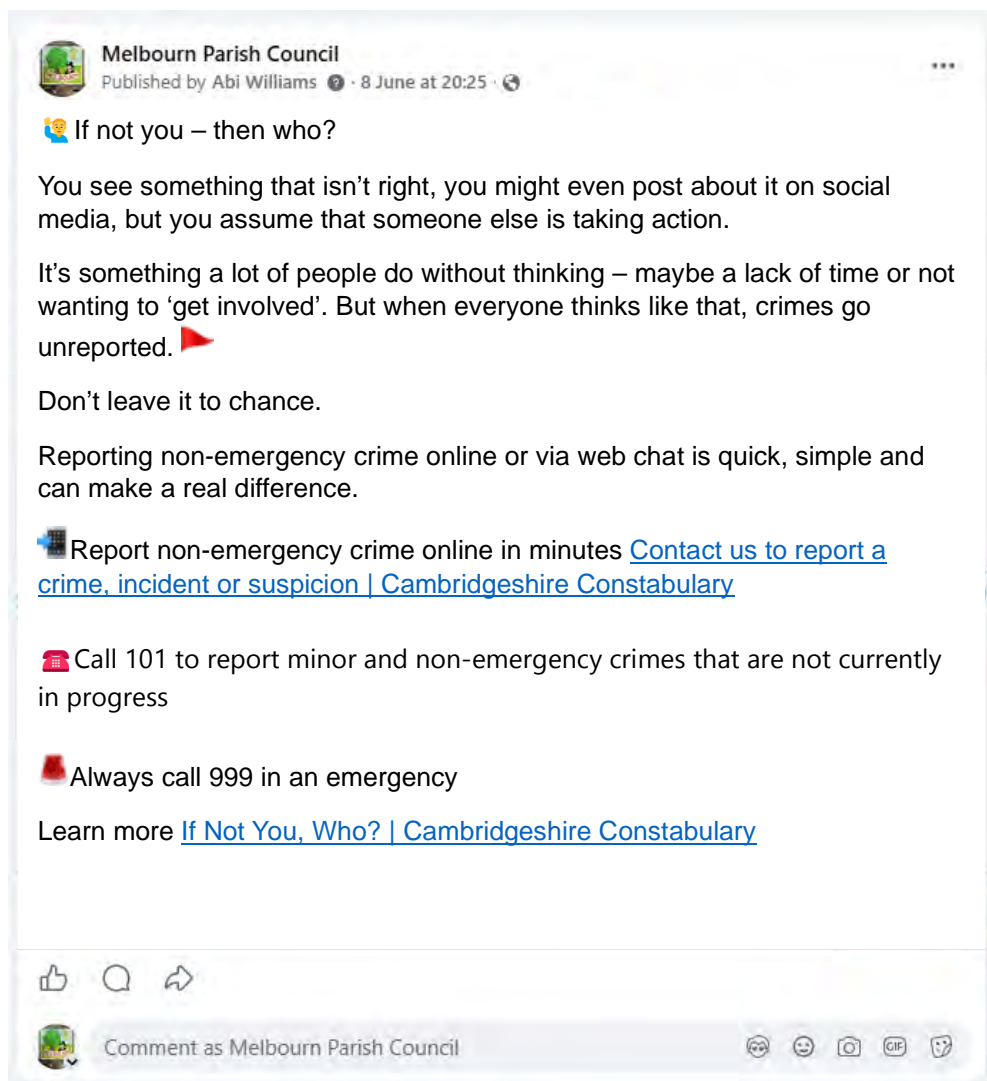 Melbourn Parish Council
Published by Abi Williams · 8 June at 20:25 ·
🙋‍♂️If not you – then who?
You see something that isn’t right, you might even post about it on social
media, but you assume that someone else is taking action.
It’s something a lot of people do without thinking – maybe a lack of time or not
wanting to ‘get involved’. But when everyone thinks like that, crimes go
unreported. 🚩
Don’t leave it to chance.
Reporting non-emergency crime online or via web chat is quick, simple and
can make a real difference.
📲Report non-emergency crime online in minutes Contact us to report a
crime, incident or suspicion | Cambridgeshire Constabulary
☎️Call 101 to report minor and non-emergency crimes that are not currently
in progress
🚨Always call 999 in an emergency
Learn more If Not You, Who? | Cambridgeshire Constabulary
Comment as Melbourn Parish Council GIF